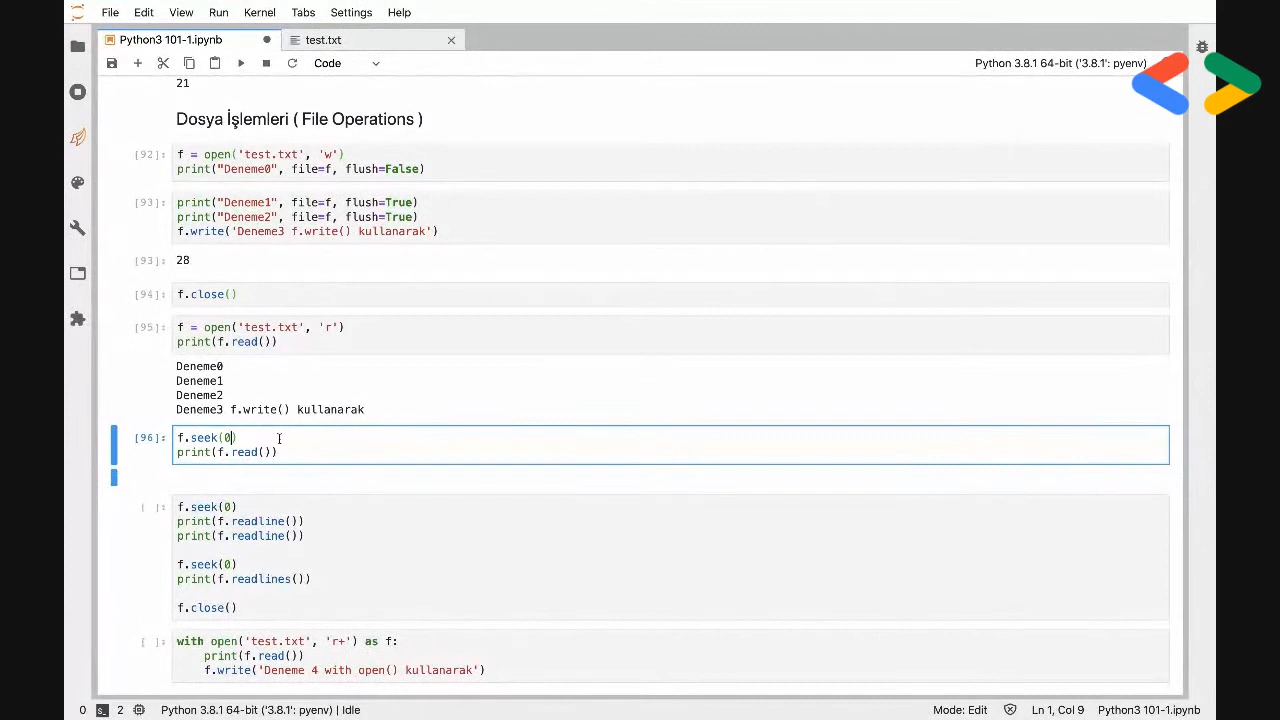 File Edit View Run Kernel Tabs Settings Help
Python3 101-1.ipynb
test.txt
Code
Python 3.8.1 64-bit ('3.8.1': pyenv)
21
Dosya İşlemleri ( File Operations )
[92]: f = open('test.txt', 'w')
print("Deneme0", file=f, flush=False)
[93]: print("Deneme1", file=f, flush=True)
print("Deneme2", file=f, flush=True)
f.write('Deneme3 f.write() kullanarak')
[93]: 28
[94]: f.close()
[95]: f = open('test.txt', 'r')
print(f.read())
Deneme0
Deneme1
Deneme2
Deneme3 f.write() kullanarak
[96]: f.seek(0)
print(f.read())
[ ]: f.seek(0)
print(f.readline())
print(f.readline())
f.seek(0)
print(f.readlines())
f.close()
[ ]: with open('test.txt', 'r+') as f:
print(f.read())
f.write('Deneme 4 with open() kullanarak')
0 2 Python 3.8.1 64-bit ('3.8.1': pyenv) | Idle Mode: Edit Ln 1, Col 9 Python3 101-1.ipynb